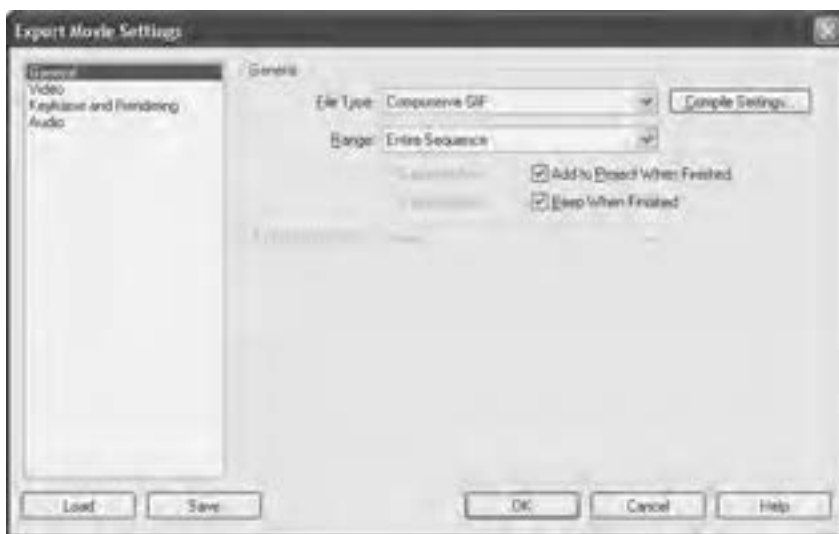 Export Movie Settings
General
Video
Keyframe and Rendering
Audio
General
File Type: Compuserve GIF
Compile Settings...
Range: Entire Sequence
Add to Project When Finished
Beep When Finished
Load
Save
OK
Cancel
Help